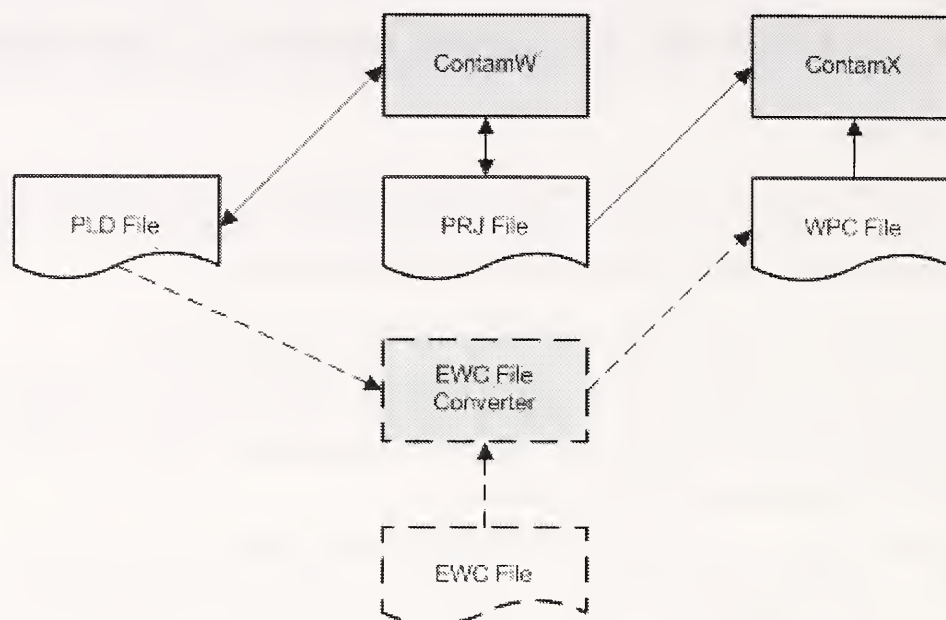 ContamW
ContamX
PLD File
PRJ File
WPC File
EWC File
Converter
EWC File